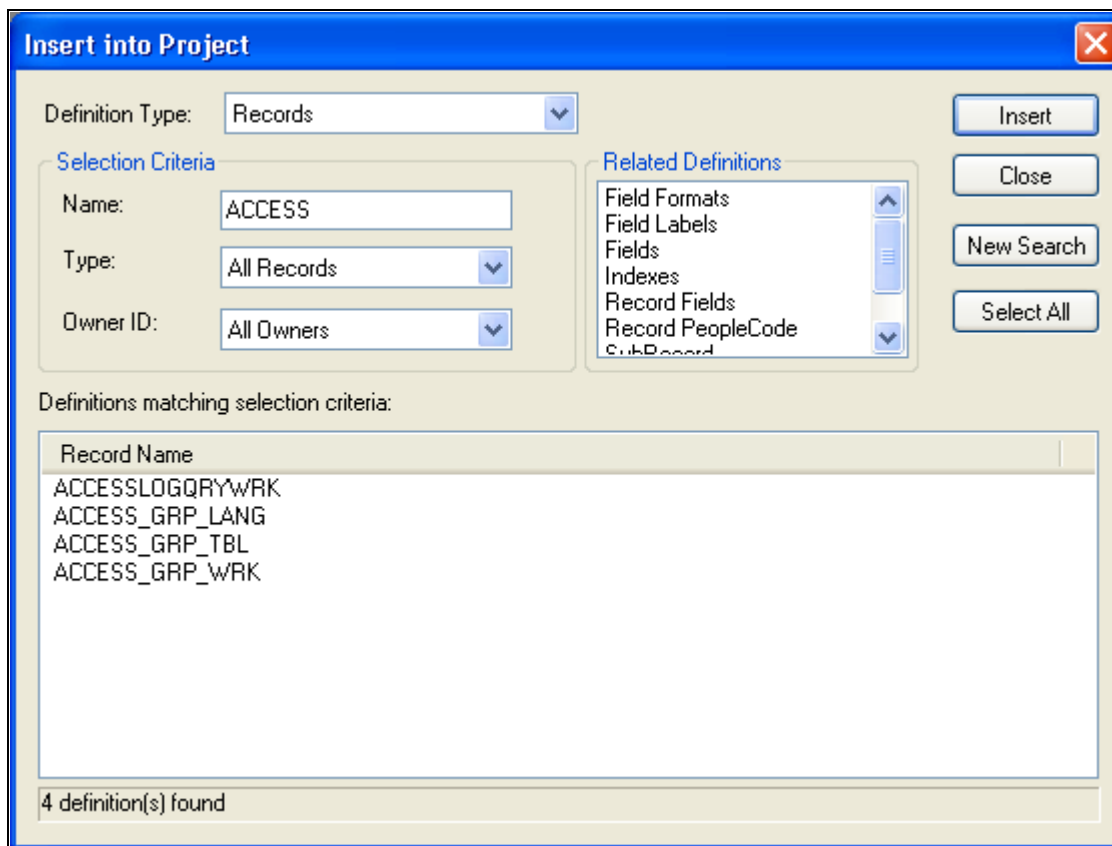 Insert into Project
Definition Type: Records
Insert
Selection Criteria
Name: ACCESS
Type: All Records
Owner ID: All Owners
Related Definitions
Field Formats
Field Labels
Fields
Indexes
Record Fields
Record PeopleCode
SubRecord
Close
New Search
Select All
Definitions matching selection criteria:
Record Name
ACCESSLOGQRYWRK
ACCESS_GRP_LANG
ACCESS_GRP_TBL
ACCESS_GRP_WRK
4 definition(s) found